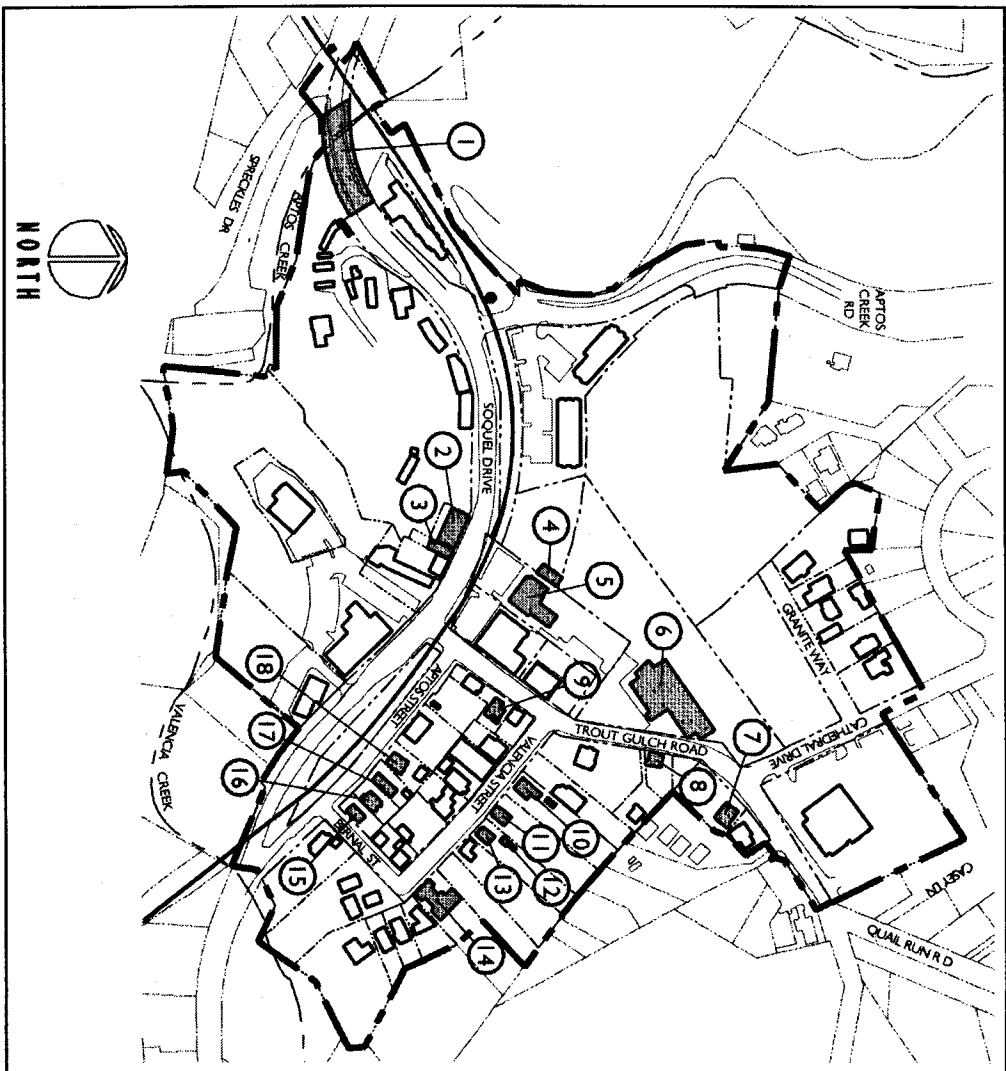 1
SPRECKLES DR
APTOS CREEK
NORTH
APTOS
CREEK
RD
SOQUEL DRIVE
2
3
4
5
6
GRANITE WAY
CATHEDRAL DRIVE
7
TROUT GULCH ROAD
8
9
APTOS STREET
VALENCIA STREET
18
17
16
VALENCIA CREEK
10
11
12
13
BERNAL ST
15
14
CASEY LN
QUAIL RUN RD